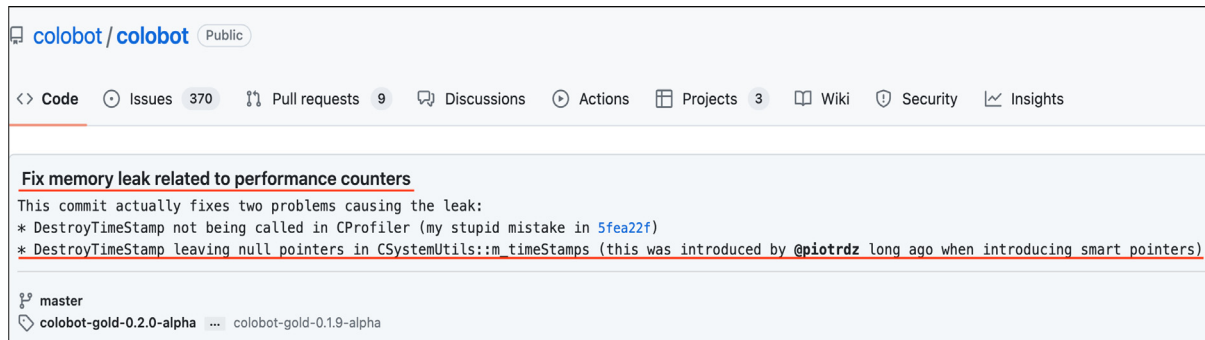 colobot / colobot Public
<> Code Issues 370 Pull requests 9 Discussions Actions Projects 3 Wiki Security Insights
Fix memory leak related to performance counters
This commit actually fixes two problems causing the leak:
* DestroyTimeStamp not being called in CProfiler (my stupid mistake in 5fea22f)
* DestroyTimeStamp leaving null pointers in CSystemUtils::m_timeStamps (this was introduced by @piotrdz long ago when introducing smart pointers)
master
colobot-gold-0.2.0-alpha ... colobot-gold-0.1.9-alpha